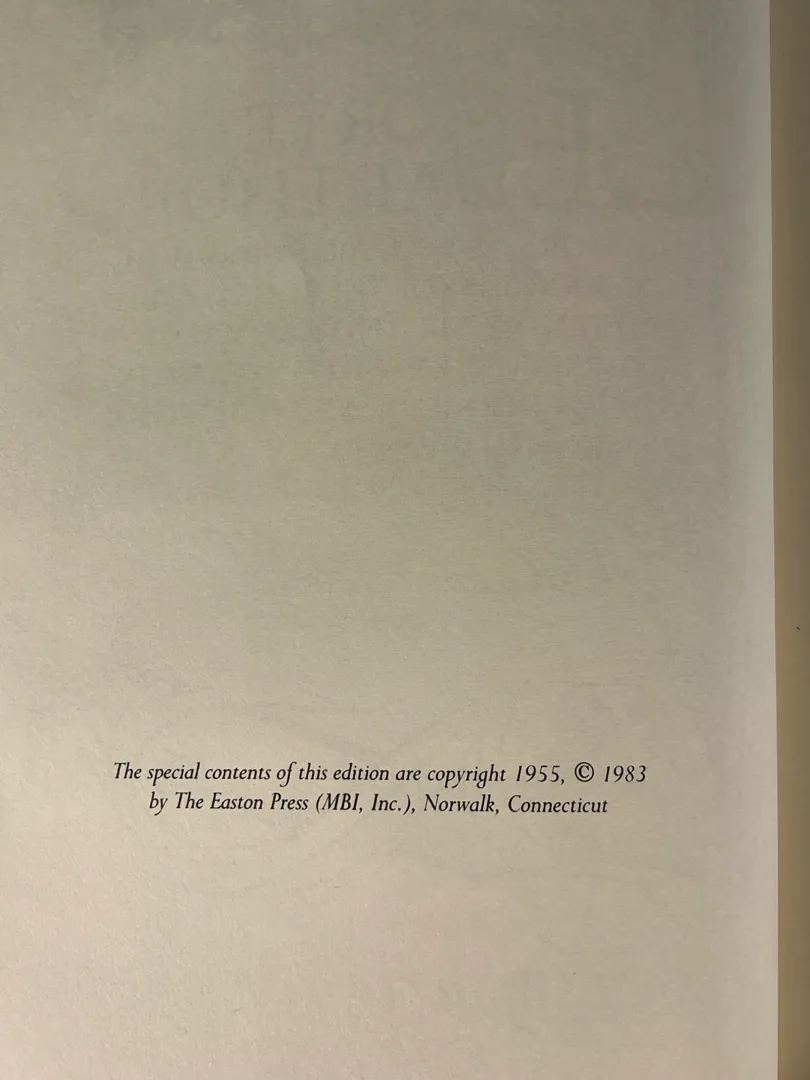 The special contents of this edition are copyright 1955, © 1983
by The Easton Press (MBI, Inc.), Norwalk, Connecticut